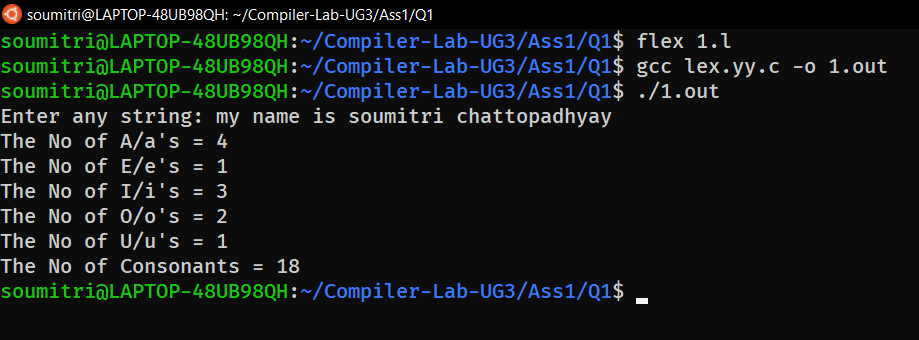 soumitri@LAPTOP-48UB98QH: ~/Compiler-Lab-UG3/Ass1/Q1
soumitri@LAPTOP-48UB98QH:~/Compiler-Lab-UG3/Ass1/Q1$ flex 1.l
soumitri@LAPTOP-48UB98QH:~/Compiler-Lab-UG3/Ass1/Q1$ gcc lex.yy.c -o 1.out
soumitri@LAPTOP-48UB98QH:~/Compiler-Lab-UG3/Ass1/Q1$ ./1.out
Enter any string: my name is soumitri chattopadhyay
The No of A/a's = 4
The No of E/e's = 1
The No of I/i's = 3
The No of O/o's = 2
The No of U/u's = 1
The No of Consonants = 18
soumitri@LAPTOP-48UB98QH:~/Compiler-Lab-UG3/Ass1/Q1$